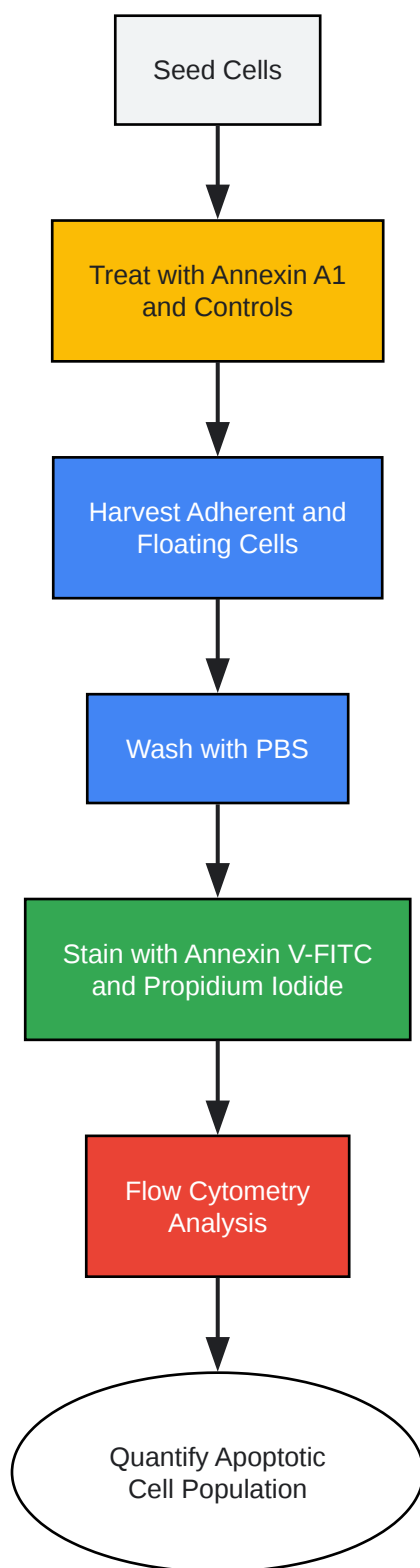 Seed Cells
Treat with Annexin A1
and Controls
Harvest Adherent and
Floating Cells
Wash with PBS
Stain with Annexin V-FITC
and Propidium Iodide
Flow Cytometry
Analysis
Quantify Apoptotic
Cell Population